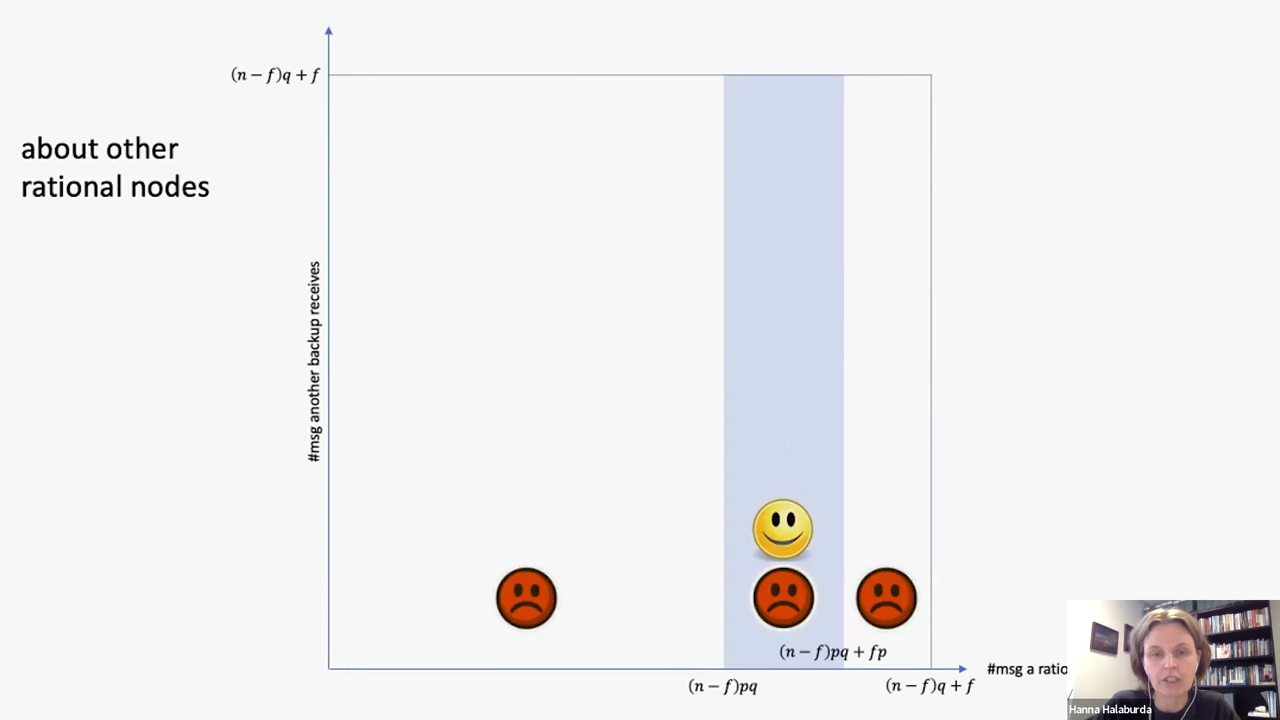 (n − f)q + f
about other
rational nodes
#msg another backup receives
(n − f)pq + fp
#msg a ratio
(n − f)pq
(n − f)q + f
Hanna Halaburda